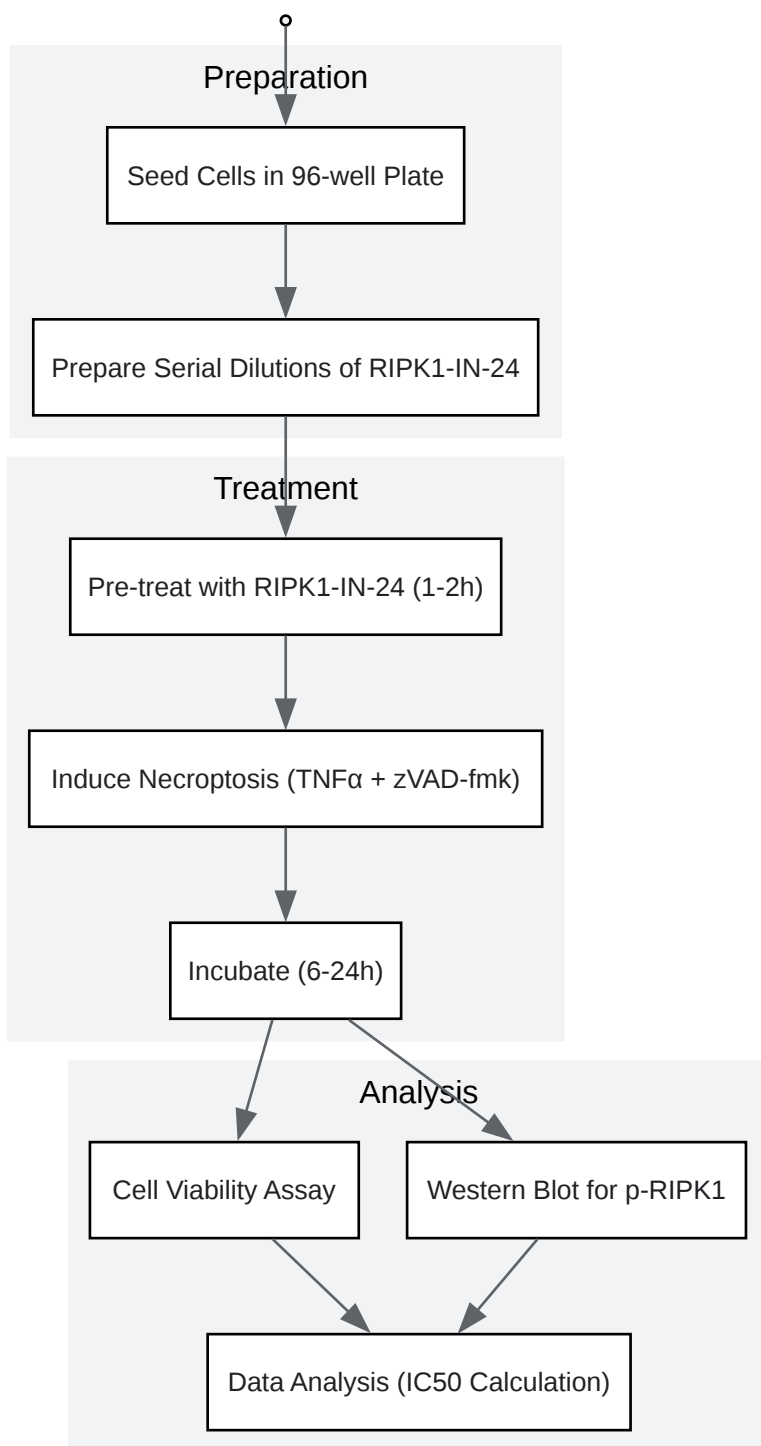 Preparation
Seed Cells in 96-well Plate
Prepare Serial Dilutions of RIPK1-IN-24
Treatment
Pre-treat with RIPK1-IN-24 (1-2h)
Induce Necroptosis (TNFα + zVAD-fmk)
Incubate (6-24h)
Analysis
Cell Viability Assay
Western Blot for p-RIPK1
Data Analysis (IC50 Calculation)